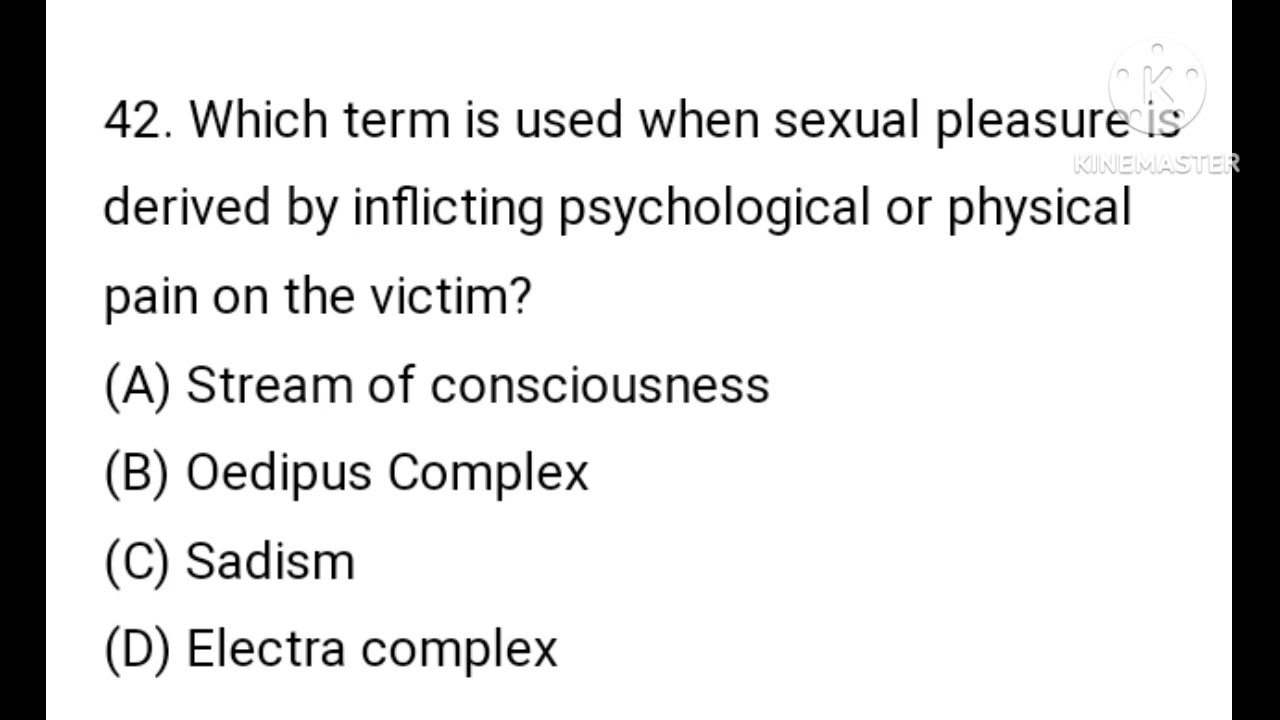 42. Which term is used when sexual pleasure is
KINEMASTER
derived by inflicting psychological or physical
pain on the victim?
(A) Stream of consciousness
(B) Oedipus Complex
(C) Sadism
(D) Electra complex